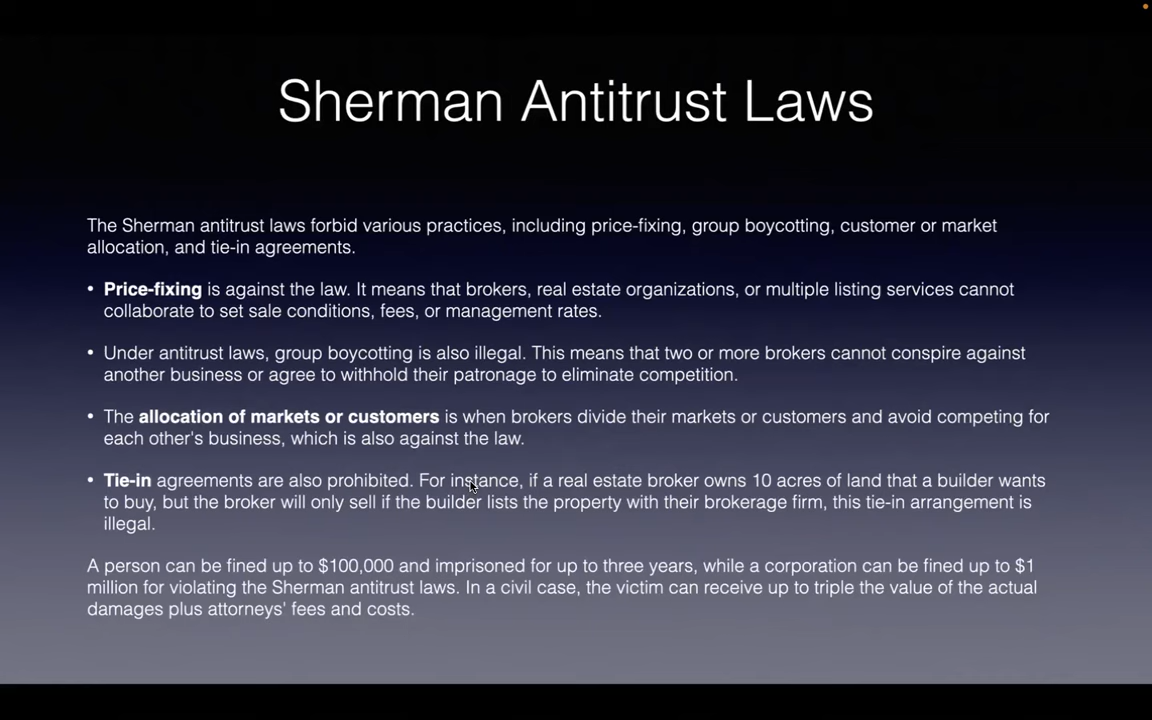 Sherman Antitrust Laws
The Sherman antitrust laws forbid various practices, including price-fixing, group boycotting, customer or market
allocation, and tie-in agreements.
• Price-fixing is against the law. It means that brokers, real estate organizations, or multiple listing services cannot
collaborate to set sale conditions, fees, or management rates.
• Under antitrust laws, group boycotting is also illegal. This means that two or more brokers cannot conspire against
another business or agree to withhold their patronage to eliminate competition.
• The allocation of markets or customers is when brokers divide their markets or customers and avoid competing for
each other's business, which is also against the law.
• Tie-in agreements are also prohibited. For instance, if a real estate broker owns 10 acres of land that a builder wants
to buy, but the broker will only sell if the builder lists the property with their brokerage firm, this tie-in arrangement is
illegal.
A person can be fined up to $100,000 and imprisoned for up to three years, while a corporation can be fined up to $1
million for violating the Sherman antitrust laws. In a civil case, the victim can receive up to triple the value of the actual
damages plus attorneys' fees and costs.